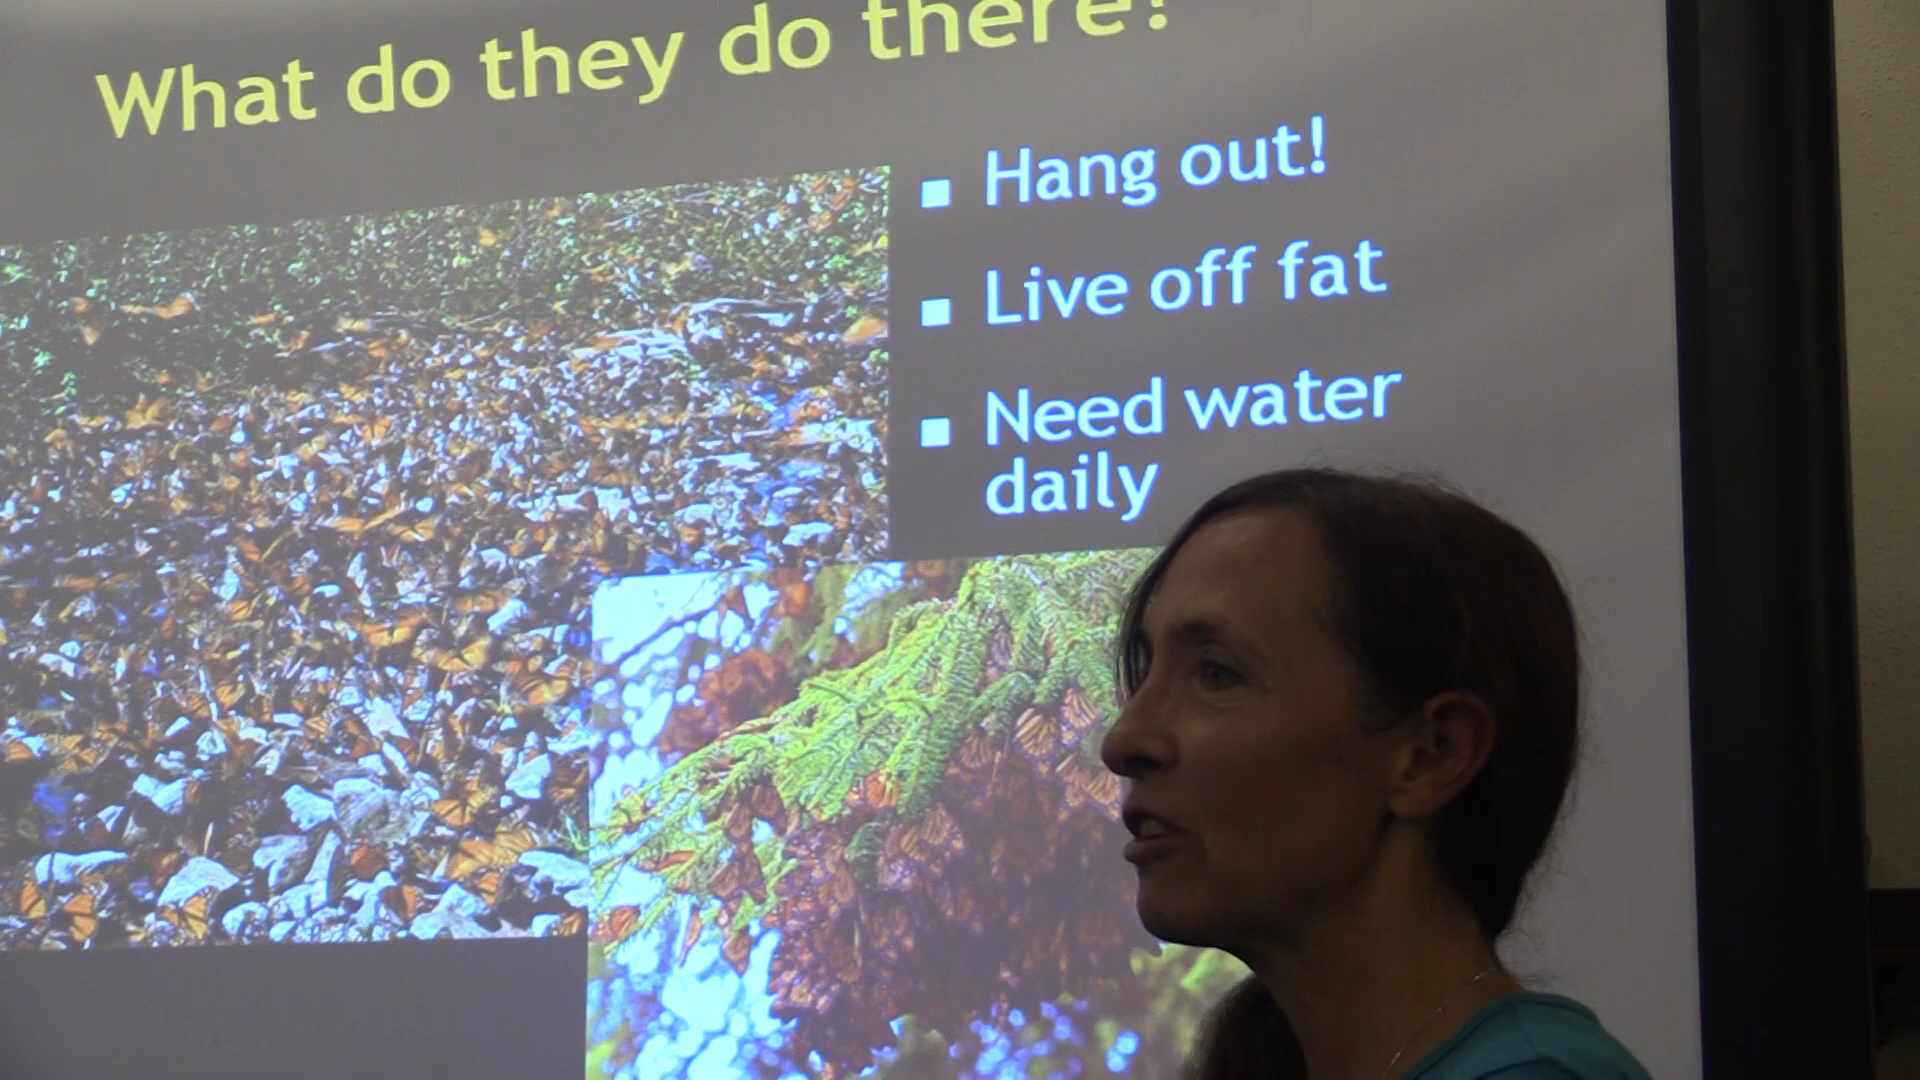 What do they do there?
Hang out!
Live off fat
Need water
daily